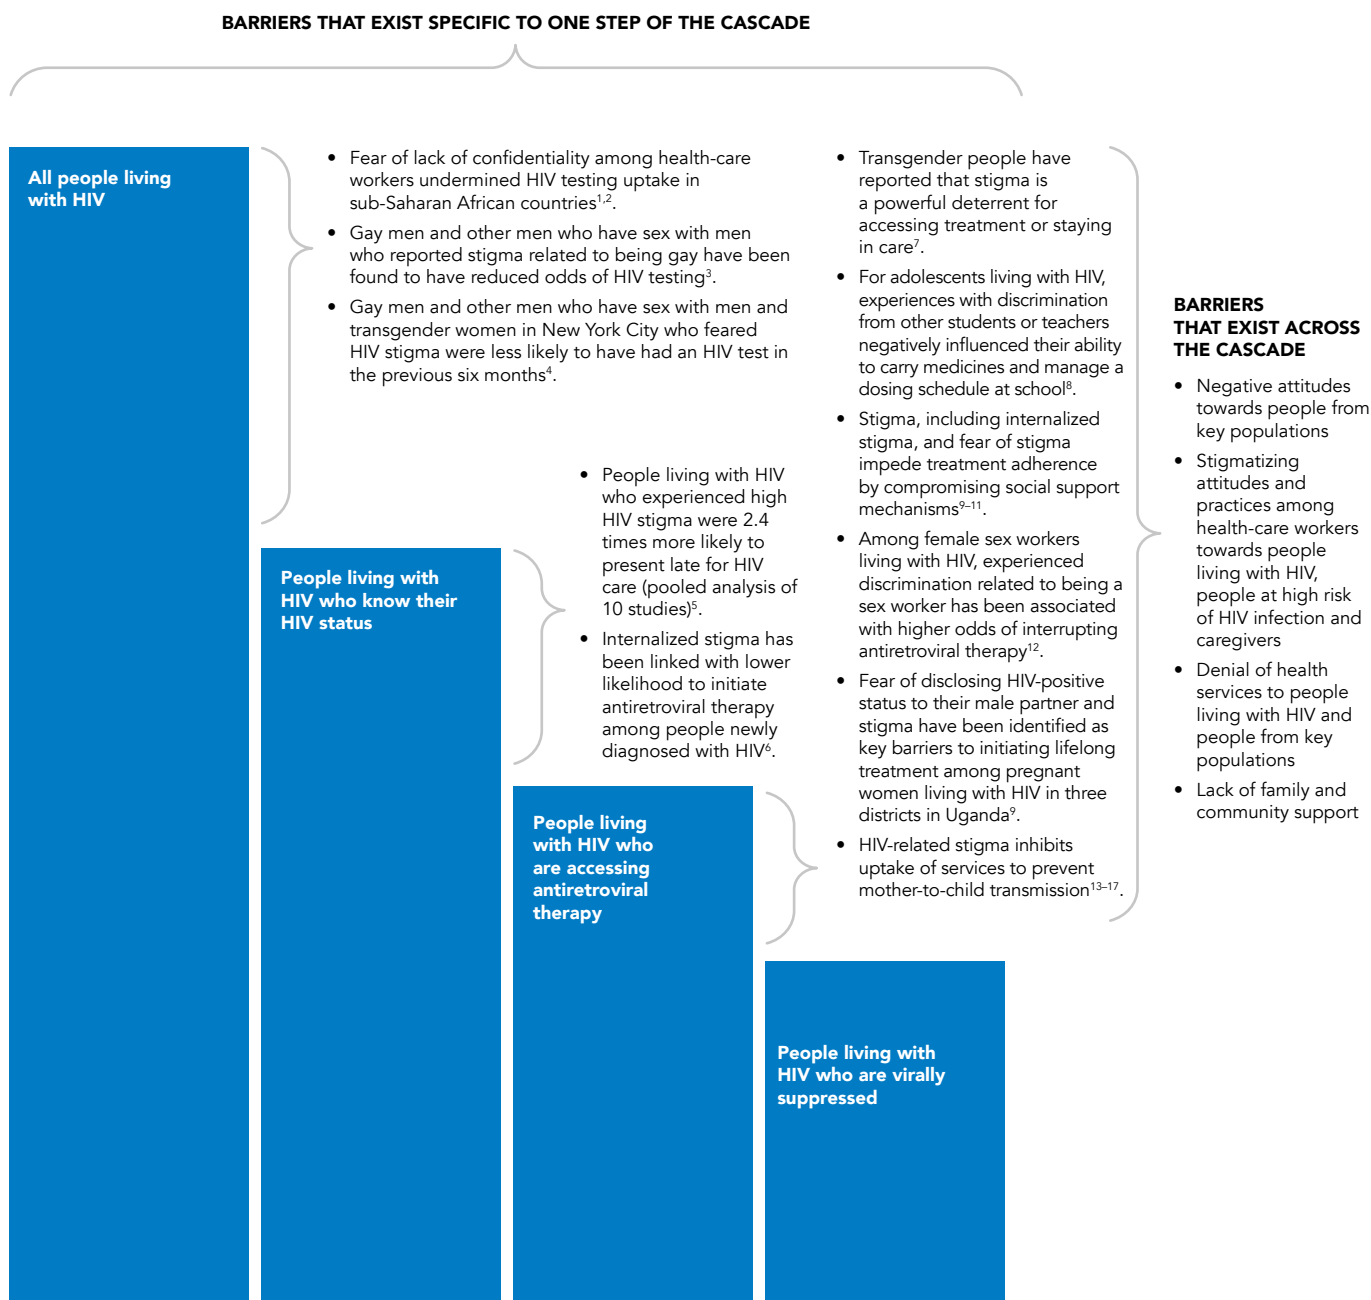 BARRIERS THAT EXIST SPECIFIC TO ONE STEP OF THE CASCADE
All people living
with HIV
• Fear of lack of confidentiality among health-care
workers undermined HIV testing uptake in
sub-Saharan African countries1,2.
• Gay men and other men who have sex with men
who reported stigma related to being gay have been
found to have reduced odds of HIV testing3.
• Gay men and other men who have sex with men and
transgender women in New York City who feared
HIV stigma were less likely to have had an HIV test in
the previous six months4.
People living with
HIV who know their
HIV status
• People living with HIV
who experienced high
HIV stigma were 2.4
times more likely to
present late for HIV
care (pooled analysis of
10 studies)5.
• Internalized stigma has
been linked with lower
likelihood to initiate
antiretroviral therapy
among people newly
diagnosed with HIV6.
People living
with HIV who
are accessing
antiretroviral
therapy
• Transgender people have
reported that stigma is
a powerful deterrent for
accessing treatment or staying
in care7.
• For adolescents living with HIV,
experiences with discrimination
from other students or teachers
negatively influenced their ability
to carry medicines and manage a
dosing schedule at school8.
• Stigma, including internalized
stigma, and fear of stigma
impede treatment adherence
by compromising social support
mechanisms9–11.
• Among female sex workers
living with HIV, experienced
discrimination related to being a
sex worker has been associated
with higher odds of interrupting
antiretroviral therapy12.
• Fear of disclosing HIV-positive
status to their male partner and
stigma have been identified as
key barriers to initiating lifelong
treatment among pregnant
women living with HIV in three
districts in Uganda9.
• HIV-related stigma inhibits
uptake of services to prevent
mother-to-child transmission13–17.
People living with
HIV who are virally
suppressed
BARRIERS
THAT EXIST ACROSS
THE CASCADE
• Negative attitudes
towards people from
key populations
• Stigmatizing
attitudes and
practices among
health-care workers
towards people
living with HIV,
people at high risk
of HIV infection and
caregivers
• Denial of health
services to people
living with HIV and
people from key
populations
• Lack of family and
community support